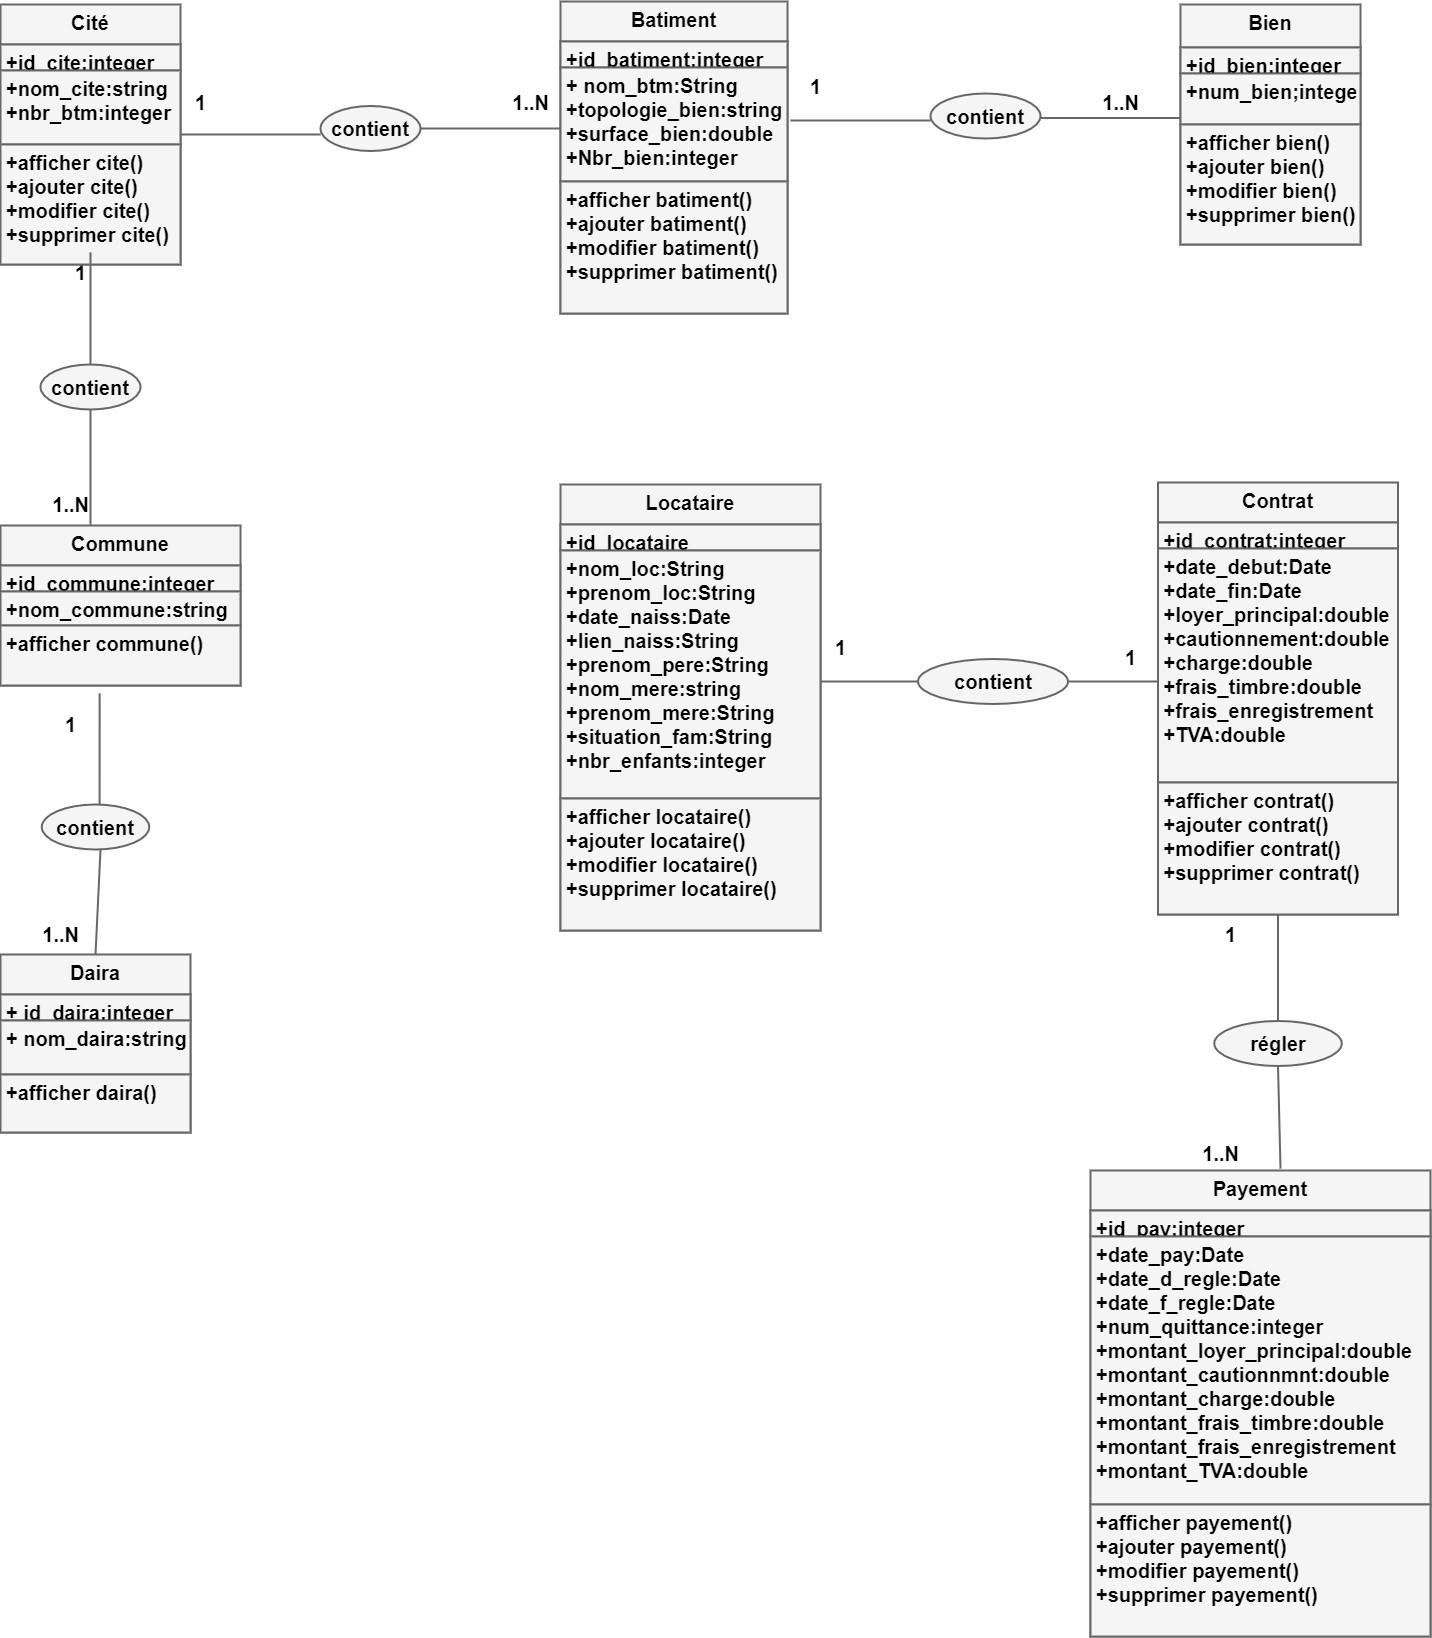 Cité
+id_cite:integer
+nom_cite:string
+nbr_btm:integer
+afficher cite()
+ajouter cite()
+modifier cite()
+supprimer cite()
1
contient
1..N
Batiment
+id_batiment:integer
+ nom_btm:String
+topologie_bien:string
+surface_bien:double
+Nbr_bien:integer
+afficher batiment()
+ajouter batiment()
+modifier batiment()
+supprimer batiment()
1
contient
1..N
Bien
+id_bien:integer
+num_bien;intege
+afficher bien()
+ajouter bien()
+modifier bien()
+supprimer bien()
1
contient
1..N
Commune
+id_commune:integer
+nom_commune:string
+afficher commune()
1
contient
1..N
Daira
+ id_daira:integer
+ nom_daira:string
+afficher daira()
Locataire
+id_locataire
+nom_loc:String
+prenom_loc:String
+date_naiss:Date
+lien_naiss:String
+prenom_pere:String
+nom_mere:string
+prenom_mere:String
+situation_fam:String
+nbr_enfants:integer
+afficher locataire()
+ajouter locataire()
+modifier locataire()
+supprimer locataire()
1
contient
1
Contrat
+id_contrat:integer
+date_debut:Date
+date_fin:Date
+loyer_principal:double
+cautionnement:double
+charge:double
+frais_timbre:double
+frais_enregistrement
+TVA:double
+afficher contrat()
+ajouter contrat()
+modifier contrat()
+supprimer contrat()
1
régler
1..N
Payement
+id_pay:integer
+date_pay:Date
+date_d_regle:Date
+date_f_regle:Date
+num_quittance:integer
+montant_loyer_principal:double
+montant_cautionnmnt:double
+montant_charge:double
+montant_frais_timbre:double
+montant_frais_enregistrement
+montant_TVA:double
+afficher payement()
+ajouter payement()
+modifier payement()
+supprimer payement()